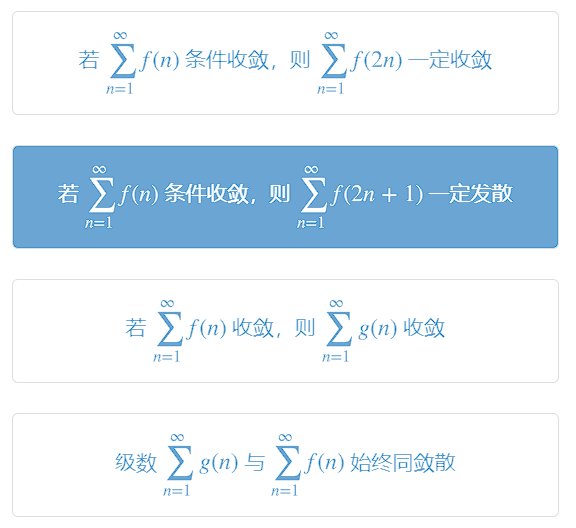 若 $\sum_{n=1}^{\infty} f(n)$ 条件收敛，则 $\sum_{n=1}^{\infty} f(2n)$ 一定收敛
若 $\sum_{n=1}^{\infty} f(n)$ 条件收敛，则 $\sum_{n=1}^{\infty} f(2n+1)$ 一定发散
若 $\sum_{n=1}^{\infty} f(n)$ 收敛，则 $\sum_{n=1}^{\infty} g(n)$ 收敛
级数 $\sum_{n=1}^{\infty} g(n)$ 与 $\sum_{n=1}^{\infty} f(n)$ 始终同敛散